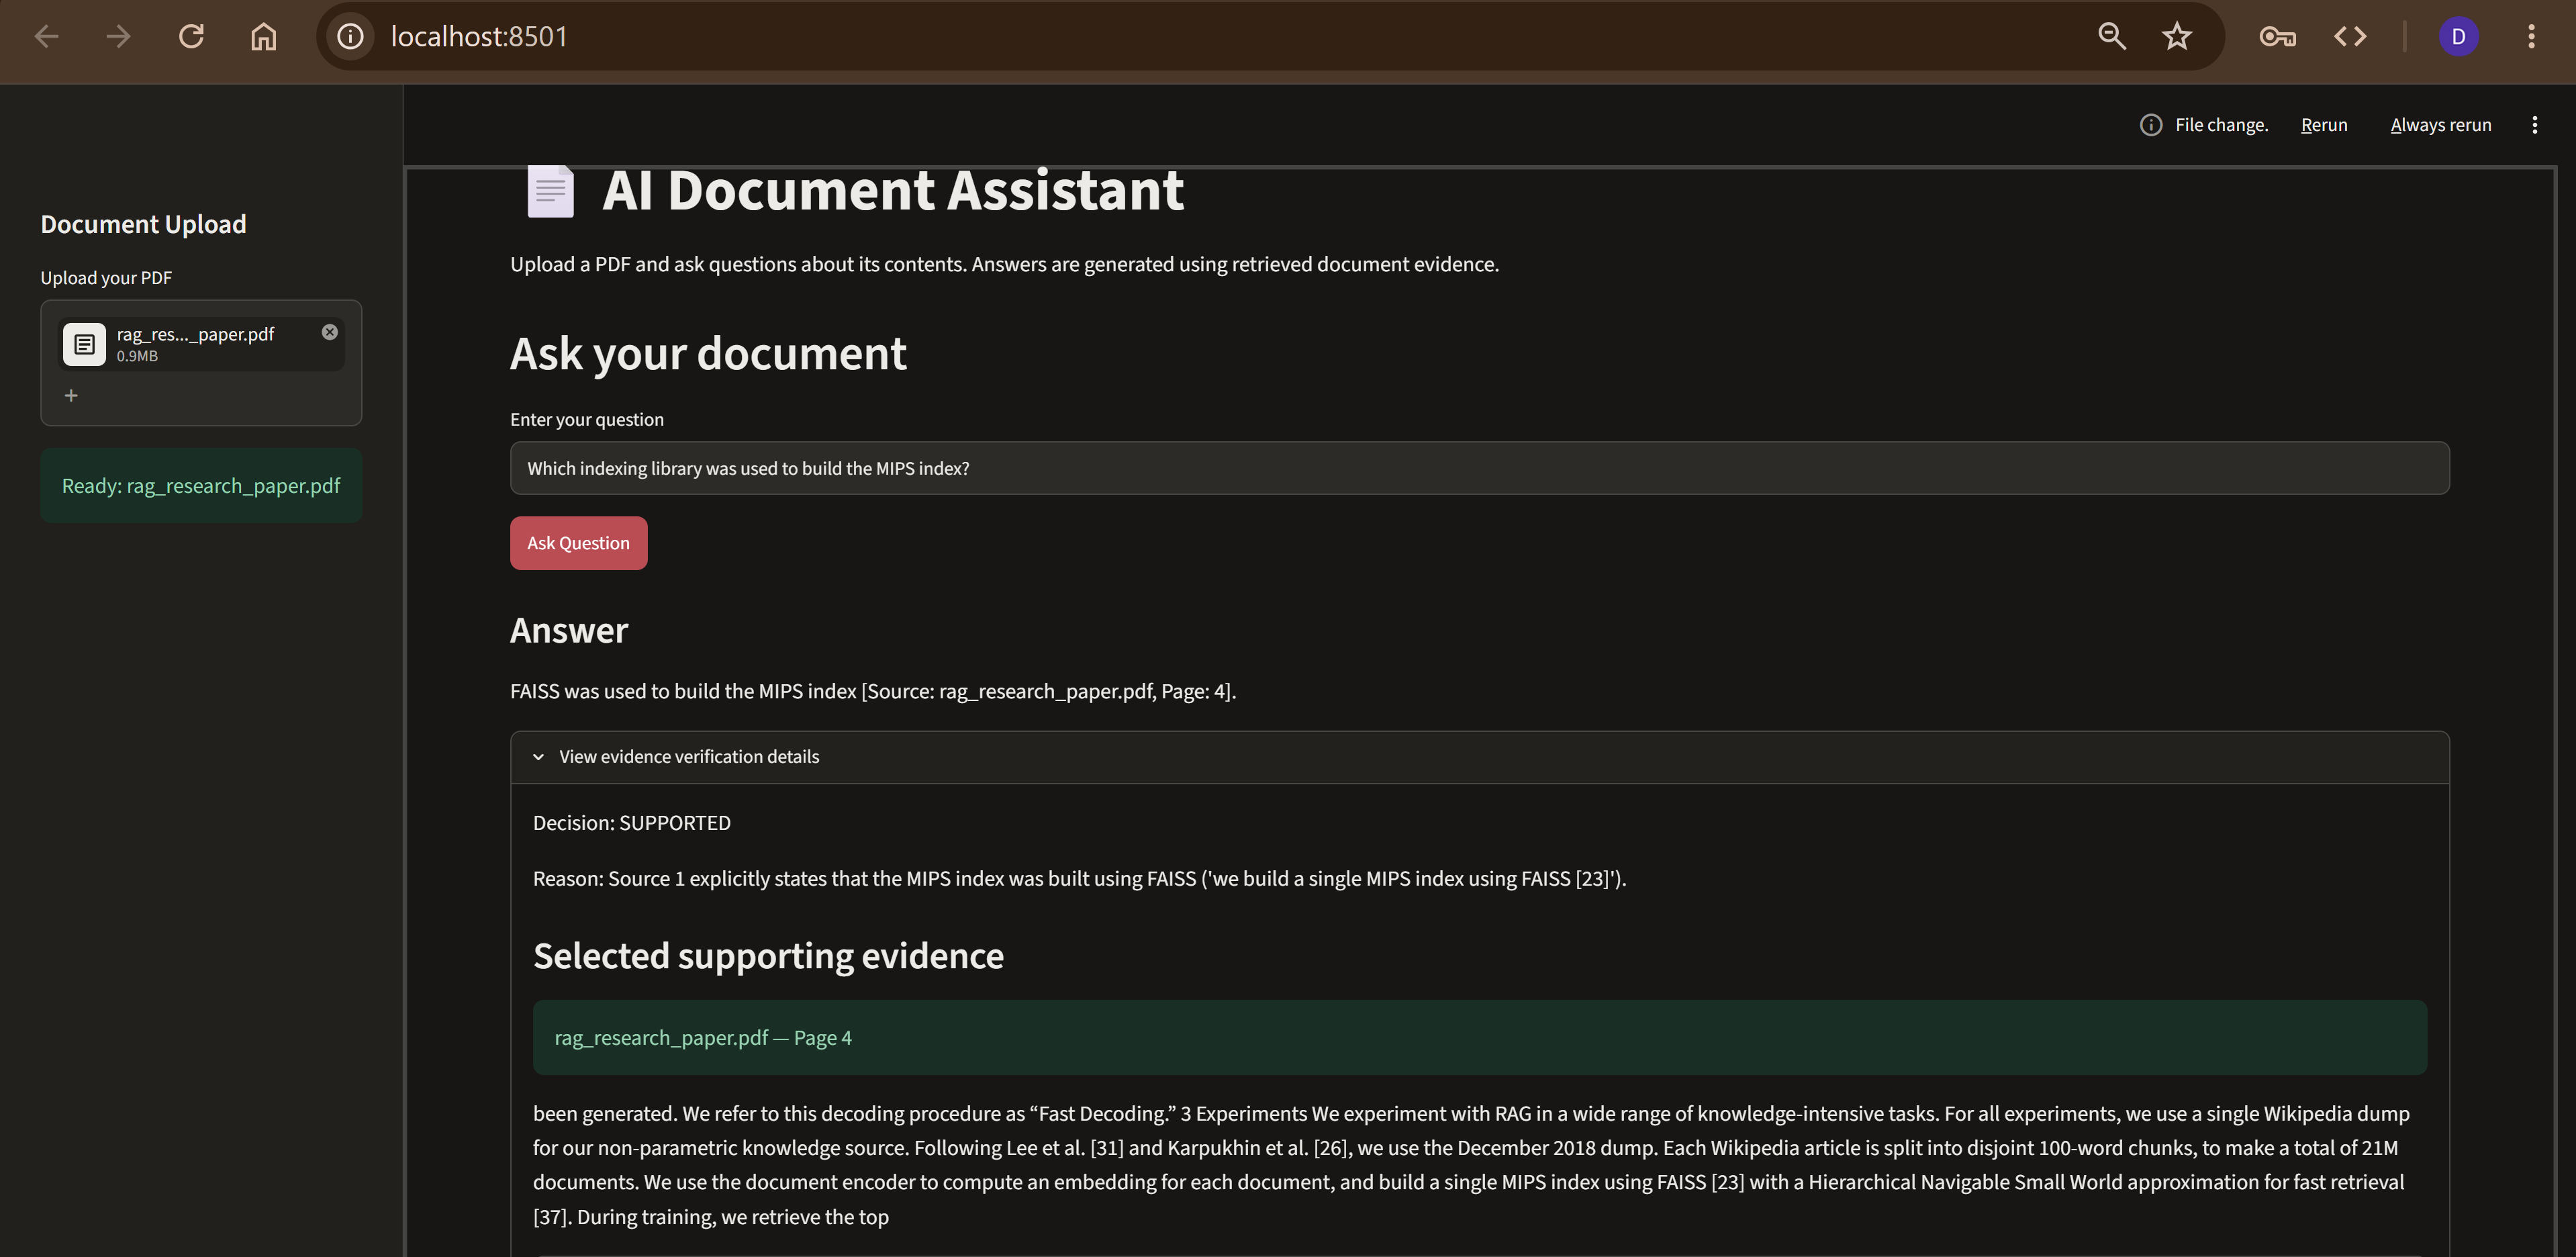 localhost:8501
D
File change.
Rerun
Always rerun
Document Upload
Upload your PDF
rag_res..._paper.pdf
0.9MB
Ready: rag_research_paper.pdf
AI Document Assistant
Upload a PDF and ask questions about its contents. Answers are generated using retrieved document evidence.
Ask your document
Enter your question
Which indexing library was used to build the MIPS index?
Ask Question
Answer
FAISS was used to build the MIPS index [Source: rag_research_paper.pdf, Page: 4].
View evidence verification details
Decision: SUPPORTED
Reason: Source 1 explicitly states that the MIPS index was built using FAISS ('we build a single MIPS index using FAISS [23]').
Selected supporting evidence
rag_research_paper.pdf — Page 4
been generated. We refer to this decoding procedure as “Fast Decoding.” 3 Experiments We experiment with RAG in a wide range of knowledge-intensive tasks. For all experiments, we use a single Wikipedia dump
for our non-parametric knowledge source. Following Lee et al. [31] and Karpukhin et al. [26], we use the December 2018 dump. Each Wikipedia article is split into disjoint 100-word chunks, to make a total of 21M
documents. We use the document encoder to compute an embedding for each document, and build a single MIPS index using FAISS [23] with a Hierarchical Navigable Small World approximation for fast retrieval
[37]. During training, we retrieve the top